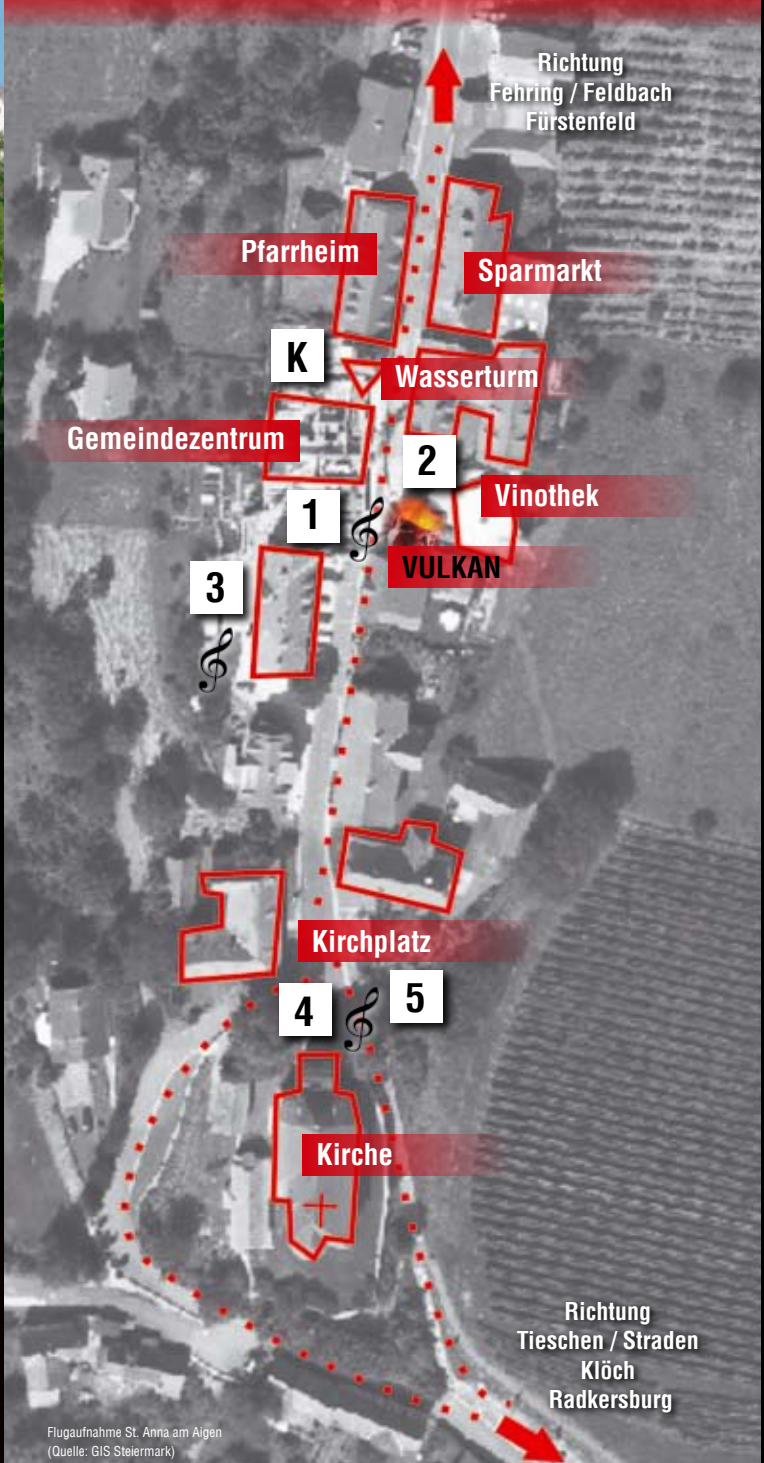 Richtung
Fehring / Feldbach
Fürstenfeld
Pfarrheim
Sparmarkt
K
Wasserturm
Gemeindezentrum
2
Vinothek
1
VULKAN
3
Kirchplatz
4
5
Kirche
Richtung
Tieschen / Straden
Klöch
Radkersburg
Flugaufnahme St. Anna am Aigen
(Quelle: GIS Steiermark)